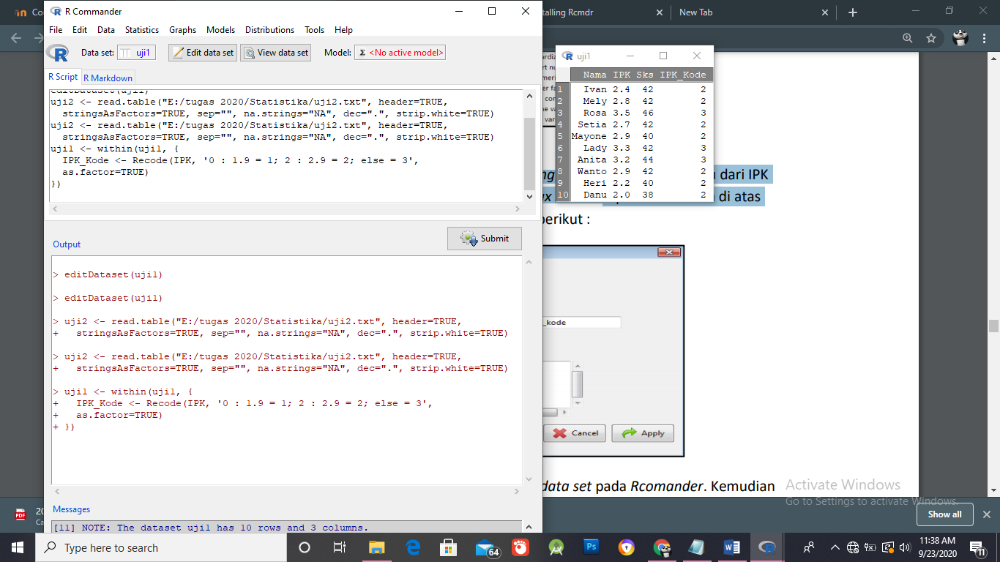 Co
R Commander
talling Rcmdr
New Tab
File Edit Data Statistics Graphs Models Distributions Tools Help
Data set: uji1 Edit data set View data set Model: Σ <No active model>
R Script R Markdown
editDataset(uji1)
uji2 <- read.table("E:/tugas 2020/Statistika/uji2.txt", header=TRUE,
stringsAsFactors=TRUE, sep="", na.strings="NA", dec=".", strip.white=TRUE)
uji2 <- read.table("E:/tugas 2020/Statistika/uji2.txt", header=TRUE,
stringsAsFactors=TRUE, sep="", na.strings="NA", dec=".", strip.white=TRUE)
uji1 <- within(uji1, {
IPK_Kode <- Recode(IPK, '0 : 1.9 = 1; 2 : 2.9 = 2; else = 3',
as.factor=TRUE)
})
Submit
Output
> editDataset(uji1)
> editDataset(uji1)
> uji2 <- read.table("E:/tugas 2020/Statistika/uji2.txt", header=TRUE,
+ stringsAsFactors=TRUE, sep="", na.strings="NA", dec=".", strip.white=TRUE)
> uji2 <- read.table("E:/tugas 2020/Statistika/uji2.txt", header=TRUE,
+ stringsAsFactors=TRUE, sep="", na.strings="NA", dec=".", strip.white=TRUE)
> uji1 <- within(uji1, {
+ IPK_Kode <- Recode(IPK, '0 : 1.9 = 1; 2 : 2.9 = 2; else = 3',
+ as.factor=TRUE)
+ })
Messages
[11] NOTE: The dataset uji1 has 10 rows and 3 columns.
uji1
Nama IPK Sks IPK_Kode
1 Ivan 2.4 42 2
2 Mely 2.8 42 2
3 Rosa 3.5 46 3
4 Setia 2.7 42 2
5 Mayone 2.9 40 2
6 Lady 3.3 42 3
7 Anita 3.2 44 3
8 Wanto 2.9 42 2
9 Heri 2.2 40 2
10 Danu 2.0 38 2
dari IPK
di atas
berikut :
_kode
Cancel Apply
data set pada Rcomander. Kemudian
Activate Windows
Go to Settings to activate Windows.
PDF
20
Ca
Show all
Type here to search
64
Ps
11:38 AM
9/23/2020
11